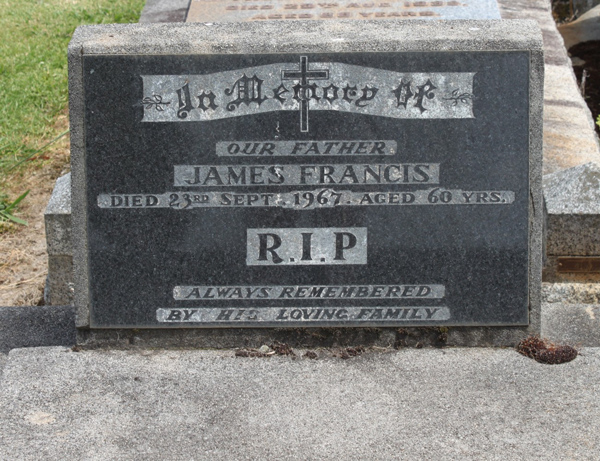 In Memory Of
OUR FATHER
JAMES FRANCIS
DIED 23RD SEPT. 1967. AGED 60 YRS.
R.I.P
ALWAYS REMEMBERED
BY HIS LOVING FAMILY